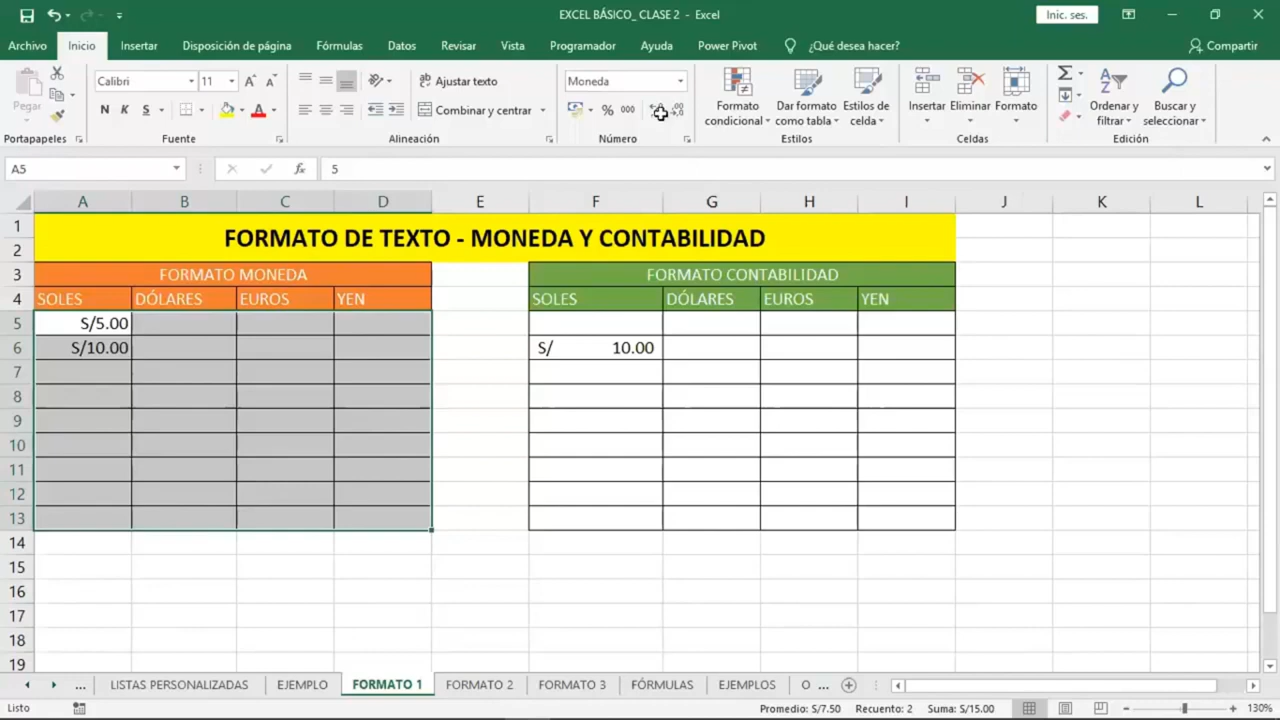 EXCEL BÁSICO_ CLASE 2 - Excel
Inic. ses.
Archivo Inicio Insertar Disposición de página Fórmulas Datos Revisar Vista Programador Ayuda Power Pivot ¿Qué desea hacer? Compartir
Pegar
Calibri 11
N K S A
Ajustar texto
Combinar y centrar
Moneda
% 000
Formato condicional
Dar formato como tabla
Estilos de celda
Insertar Eliminar Formato
Ordenar y filtrar
Buscar y seleccionar
Portapapeles Fuente Alineación Número Estilos Celdas Edición
A5 fx 5
A B C D E F G H I J K L
1 FORMATO DE TEXTO - MONEDA Y CONTABILIDAD
2
3 FORMATO MONEDA FORMATO CONTABILIDAD
4 SOLES DÓLARES EUROS YEN SOLES DÓLARES EUROS YEN
5 S/5.00
6 S/10.00 S/ 10.00
7
8
9
10
11
12
13
14
15
16
17
18
19
... LISTAS PERSONALIZADAS EJEMPLO FORMATO 1 FORMATO 2 FORMATO 3 FÓRMULAS EJEMPLOS O ...
Listo Promedio: S/7.50 Recuento: 2 Suma: S/15.00 130%